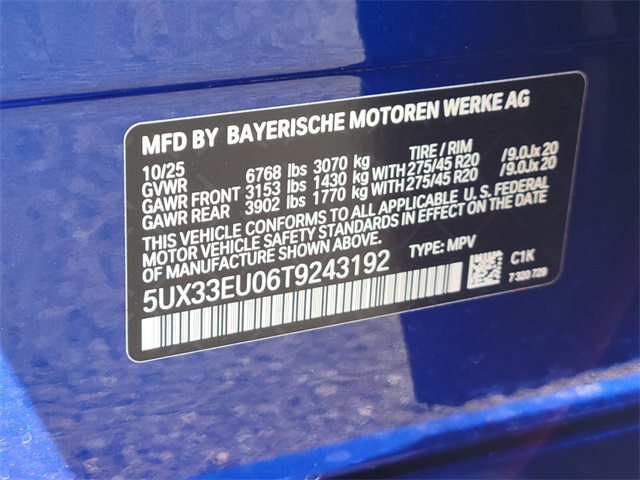 MFD BY BAYERISCHE MOTOREN WERKE AG
10/25 TIRE / RIM
GVWR 6768 lbs 3070 kg
GAWR FRONT 3153 lbs 1430 kg WITH 275/45 R20 /9.0Jx20
GAWR REAR 3902 lbs 1770 kg WITH 275/45 R20 /9.0Jx20
THIS VEHICLE CONFORMS TO ALL APPLICABLE U. S. FEDERAL
MOTOR VEHICLE SAFETY STANDARDS IN EFFECT ON THE DATE
OF MANUFACTURE SHOWN ABOVE.
5UX33EU06T9243192 TYPE: MPV C1K
7 320 729